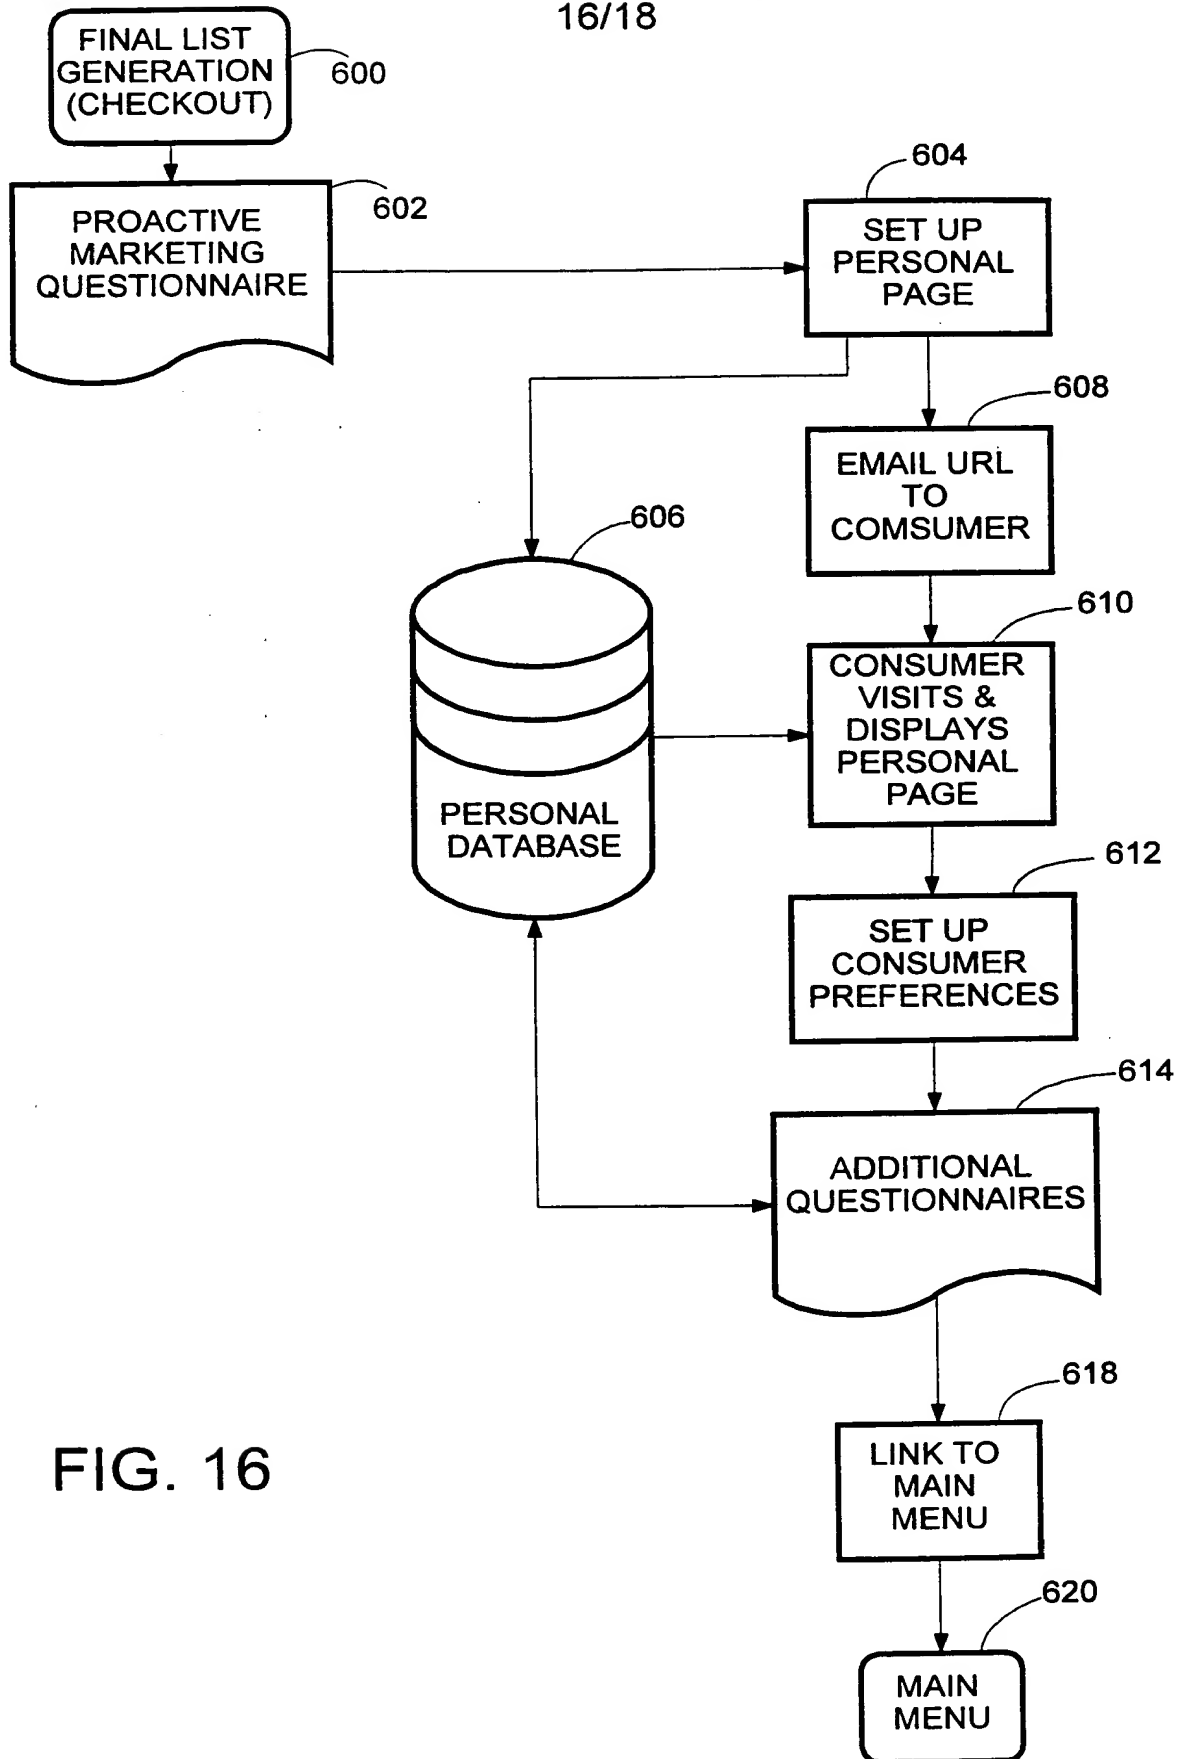 16/18
FINAL LIST
GENERATION
(CHECKOUT)
600
PROACTIVE
MARKETING
QUESTIONNAIRE
602
604
SET UP
PERSONAL
PAGE
608
EMAIL URL
TO
COMSUMER
606
PERSONAL
DATABASE
610
CONSUMER
VISITS &
DISPLAYS
PERSONAL
PAGE
612
SET UP
CONSUMER
PREFERENCES
614
ADDITIONAL
QUESTIONNAIRES
618
LINK TO
MAIN
MENU
620
MAIN
MENU
FIG. 16